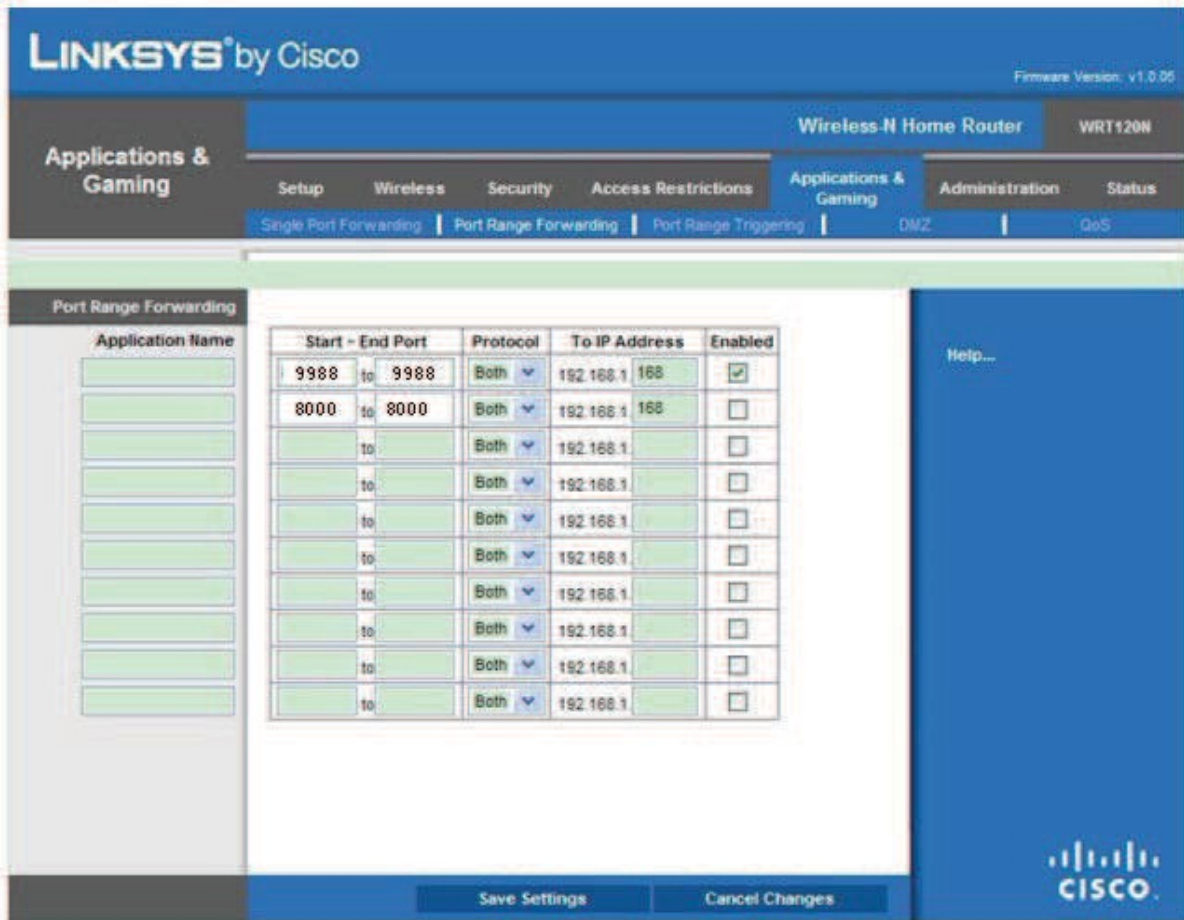 LINKSYS® by Cisco
Firmware Version: v1.0.05
Wireless-N Home Router WRT120N
Applications & Gaming
Setup Wireless Security Access Restrictions Applications & Gaming Administration Status
Single Port Forwarding Port Range Forwarding Port Range Triggering DMZ QoS
Port Range Forwarding
Application Name Start - End Port Protocol To IP Address Enabled
Help...
9988 to 9988 Both 192.168.1. 168
8000 to 8000 Both 192.168.1. 168
to Both 192.168.1.
to Both 192.168.1.
to Both 192.168.1.
to Both 192.168.1.
to Both 192.168.1.
to Both 192.168.1.
to Both 192.168.1.
to Both 192.168.1.
Save Settings Cancel Changes
CISCO.